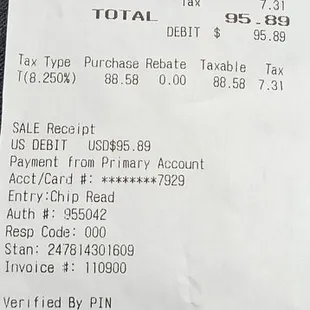 Tax 7.31
TOTAL 95.89
DEBIT $ 95.89
Tax Type Purchase Rebate Taxable Tax
T(8.250%) 88.58 0.00 88.58 7.31
SALE Receipt
US DEBIT USD$95.89
Payment from Primary Account
Acct/Card #: ********7929
Entry:Chip Read
Auth #: 955042
Resp Code: 000
Stan: 247814301609
Invoice #: 110900
Verified By PIN